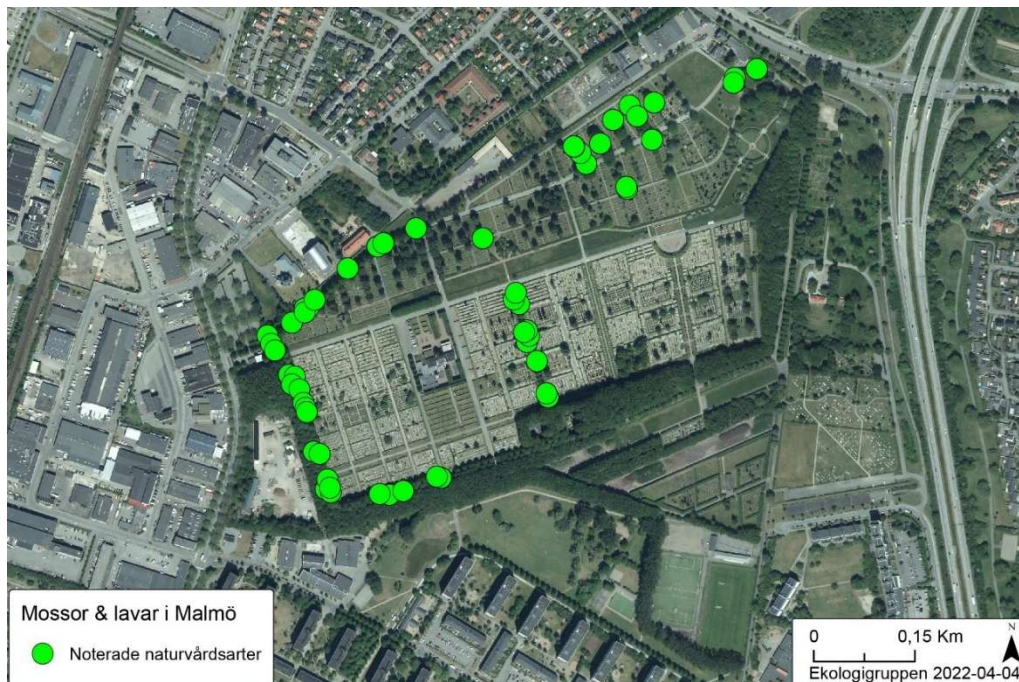 Mossor & lavar i Malmö
Noterade naturvårdsarter
0 0,15 Km
N
Ekologigruppen 2022-04-04